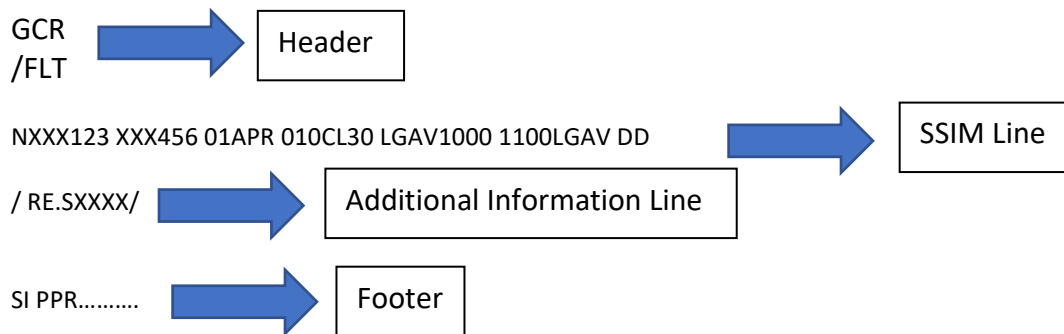 GCR
/FLT
Header
NXXX123 XXX456 01APR 010CL30 LGAV1000 1100LGAV DD
SSIM Line
/ RE.SXXXX/
Additional Information Line
SI PPR……….
Footer